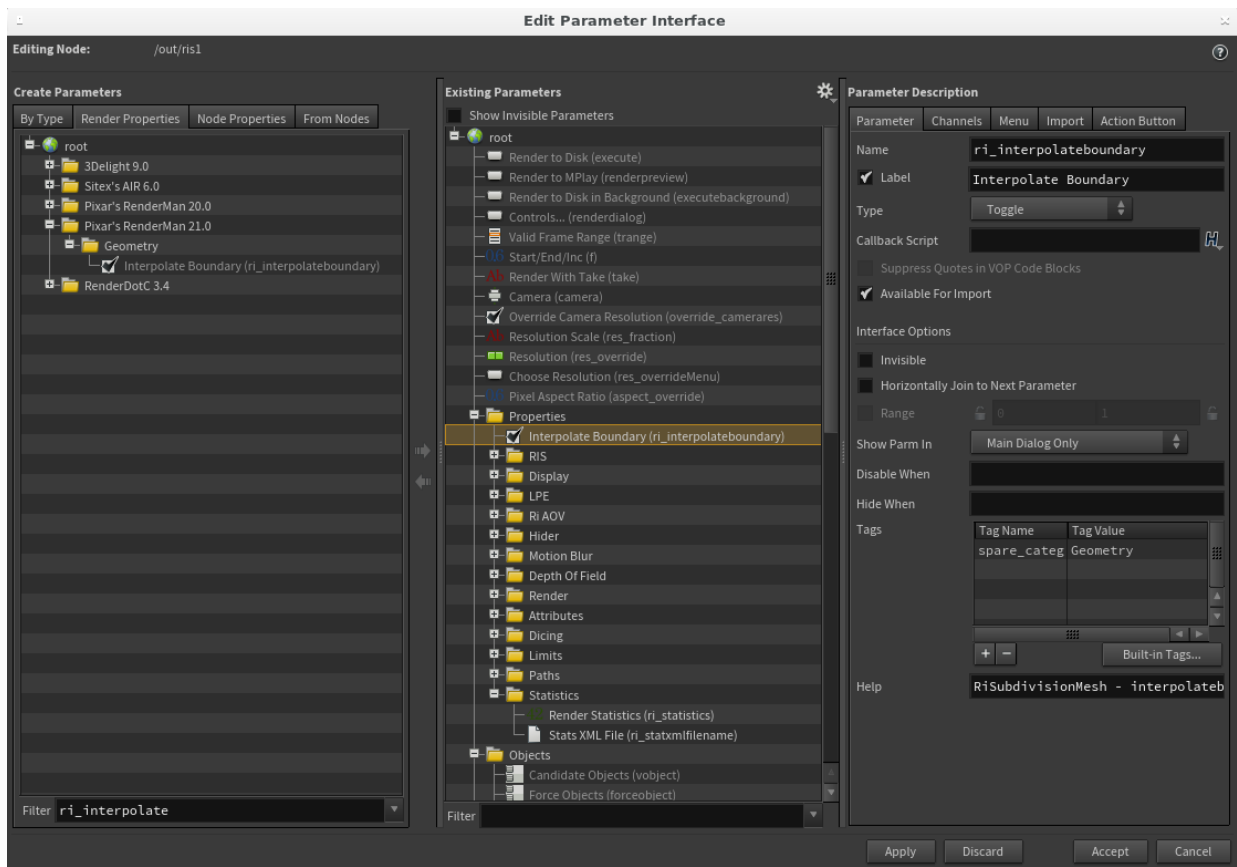 Edit Parameter Interface
Editing Node: /out/ris1
Create Parameters
By Type Render Properties Node Properties From Nodes
root
3Delight 9.0
Sitex's AIR 6.0
Pixar's RenderMan 20.0
Pixar's RenderMan 21.0
Geometry
Interpolate Boundary (ri_interpolateboundary)
RenderDotC 3.4
Filter ri_interpolate
Existing Parameters
Show Invisible Parameters
root
Render to Disk (execute)
Render to MPlay (renderpreview)
Render to Disk in Background (executebackground)
Controls... (renderdialog)
Valid Frame Range (trange)
Start/End/Inc (f)
Render With Take (take)
Camera (camera)
Override Camera Resolution (override_camerares)
Resolution Scale (res_fraction)
Resolution (res_override)
Choose Resolution (res_overrideMenu)
Pixel Aspect Ratio (aspect_override)
Properties
Interpolate Boundary (ri_interpolateboundary)
RIS
Display
LPE
Ri AOV
Hider
Motion Blur
Depth Of Field
Render
Attributes
Dicing
Limits
Paths
Statistics
Render Statistics (ri_statistics)
Stats XML File (ri_statxmlfilename)
Objects
Candidate Objects (vobject)
Force Objects (forceobject)
Filter
Parameter Description
Parameter Channels Menu Import Action Button
Name ri_interpolateboundary
Label Interpolate Boundary
Type Toggle
Callback Script
Suppress Quotes in VOP Code Blocks
Available For Import
Interface Options
Invisible
Horizontally Join to Next Parameter
Range 0 1
Show Parm In Main Dialog Only
Disable When
Hide When
Tags Tag Name Tag Value
spare_categ Geometry
+ − Built-in Tags...
Help RiSubdivisionMesh - interpolateb
Apply Discard Accept Cancel